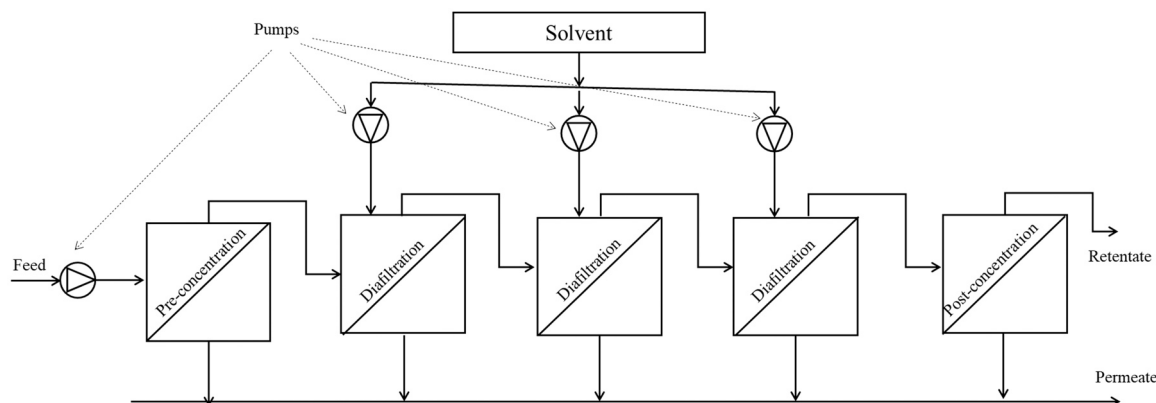 Pumps
Solvent
Feed
Pre-concentration
Diafiltration
Diafiltration
Diafiltration
Post-concentration
Retentate
Permeate